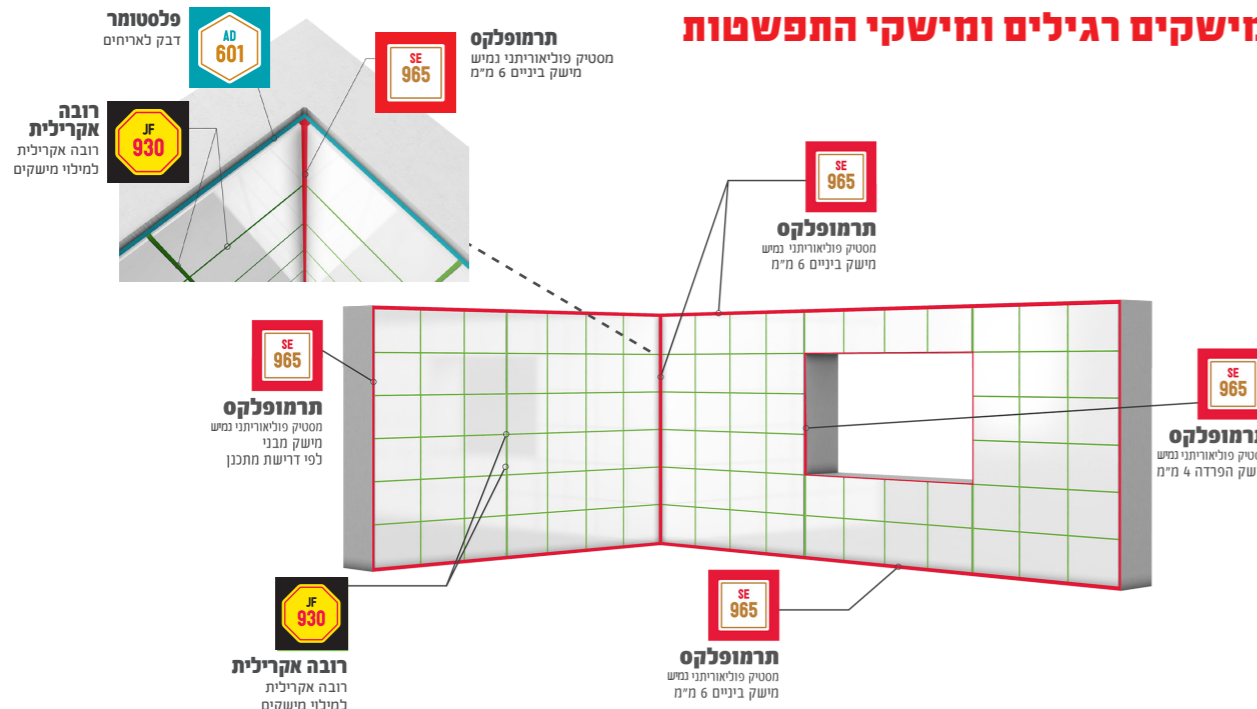 מישקים רגילים ומישקי התפשטות
תרמופלקס
מסטיק פוליאוריתני גמיש
מישק ביניים 6 מ"מ
SE
965
פלסטומר
דבק לאריחים
AD
601
רובה
אקרילית
רובה אקרילית
למילוי מישקים
JF
930
SE
965
תרמופלקס
מסטיק פוליאוריתני גמיש
מישק ביניים 6 מ"מ
SE
965
תרמופלקס
מסטיק פוליאוריתני גמיש
מישק הפרדה 4 מ"מ
SE
965
תרמופלקס
מסטיק פוליאוריתני גמיש
מישק מבני
לפי דרישת מתכנן
SE
965
תרמופלקס
מסטיק פוליאוריתני גמיש
מישק ביניים 6 מ"מ
JF
930
רובה אקרילית
רובה אקרילית
למילוי מישקים